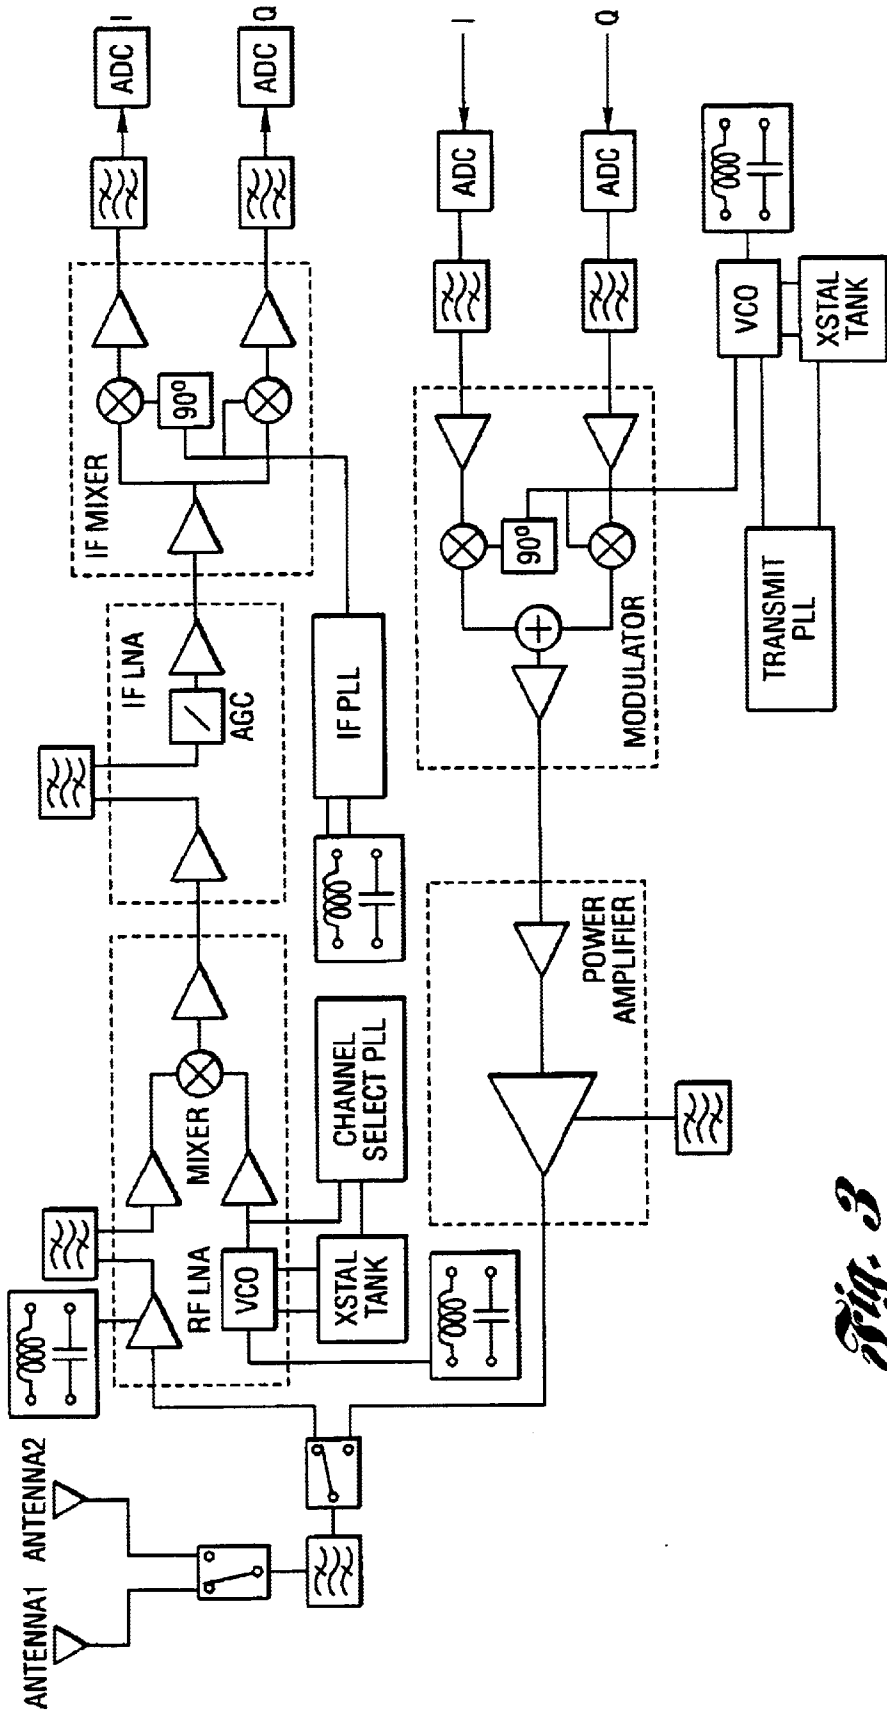 ANTENNA1
ANTENNA2
RF LNA
MIXER
VCO
XSTAL
TANK
CHANNEL
SELECT PLL
IF LNA
AGC
IF PLL
IF MIXER
90°
ADC
I
ADC
Q
POWER
AMPLIFIER
MODULATOR
90°
ADC
I
ADC
Q
VCO
XSTAL
TANK
TRANSMIT
PLL
Fig. 3